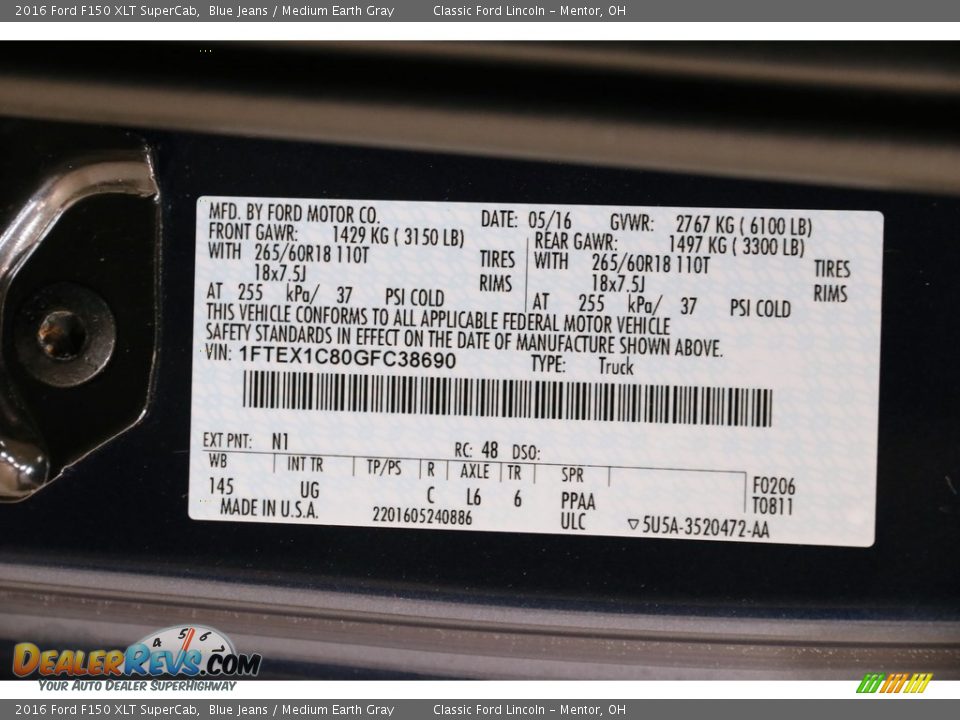 2016 Ford F150 XLT SuperCab, Blue Jeans / Medium Earth Gray Classic Ford Lincoln - Mentor, OH
MFD. BY FORD MOTOR CO. DATE: 05/16 GVWR: 2767 KG ( 6100 LB)
FRONT GAWR: 1429 KG ( 3150 LB) REAR GAWR: 1497 KG ( 3300 LB)
WITH 265/60R18 110T TIRES WITH 265/60R18 110T TIRES
18x7.5J RIMS 18x7.5J RIMS
AT 255 kPa/ 37 PSI COLD AT 255 kPa/ 37 PSI COLD
THIS VEHICLE CONFORMS TO ALL APPLICABLE FEDERAL MOTOR VEHICLE
SAFETY STANDARDS IN EFFECT ON THE DATE OF MANUFACTURE SHOWN ABOVE.
VIN: 1FTEX1C80GFC38690 TYPE: Truck
EXT PNT: N1 RC: 48 DSO:
WB INT TR TP/PS R AXLE TR SPR F0206
145 UG C L6 6 PPAA T0811
MADE IN U.S.A. 2201605240886 ULC ▽5U5A-3520472-AA
4 5 6 7
DEALERREVS.COM
YOUR AUTO DEALER SUPERHIGHWAY
2016 Ford F150 XLT SuperCab, Blue Jeans / Medium Earth Gray Classic Ford Lincoln - Mentor, OH